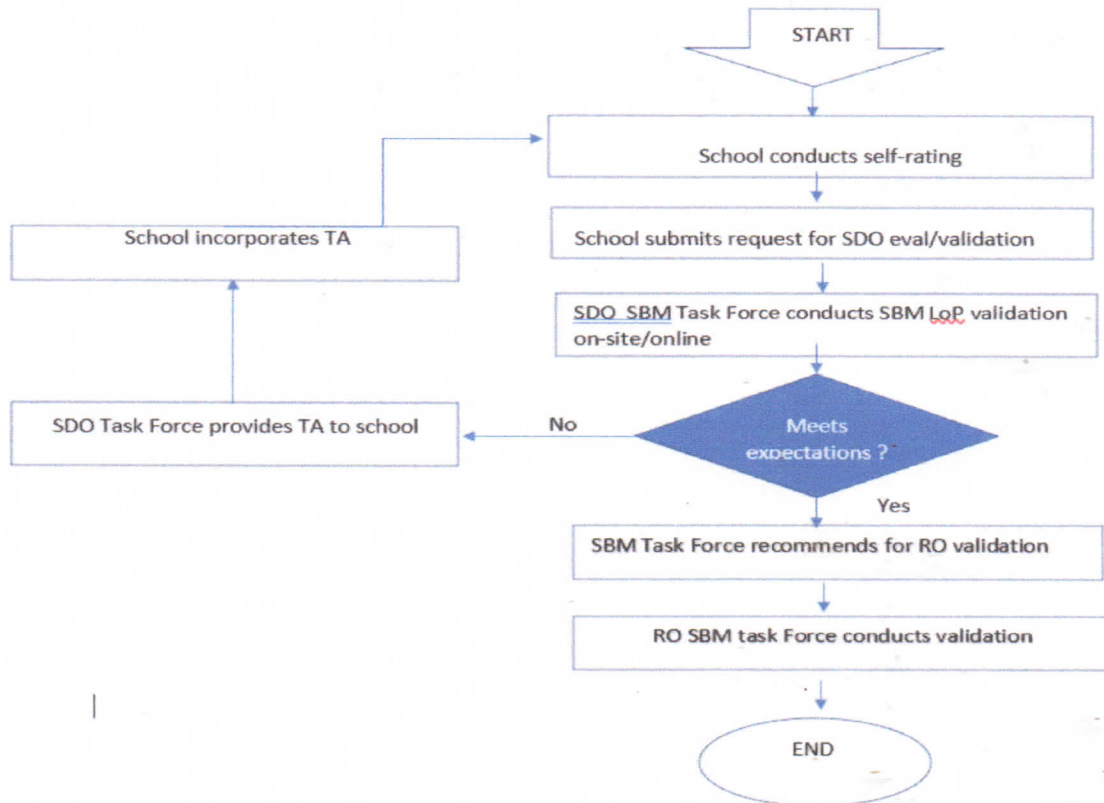 START
School conducts self-rating
School incorporates TA
School submits request for SDO eval/validation
SDO SBM Task Force conducts SBM LoP validation
on-site/online
SDO Task Force provides TA to school
No
Meets
expectations ?
Yes
SBM Task Force recommends for RO validation
RO SBM task Force conducts validation
END